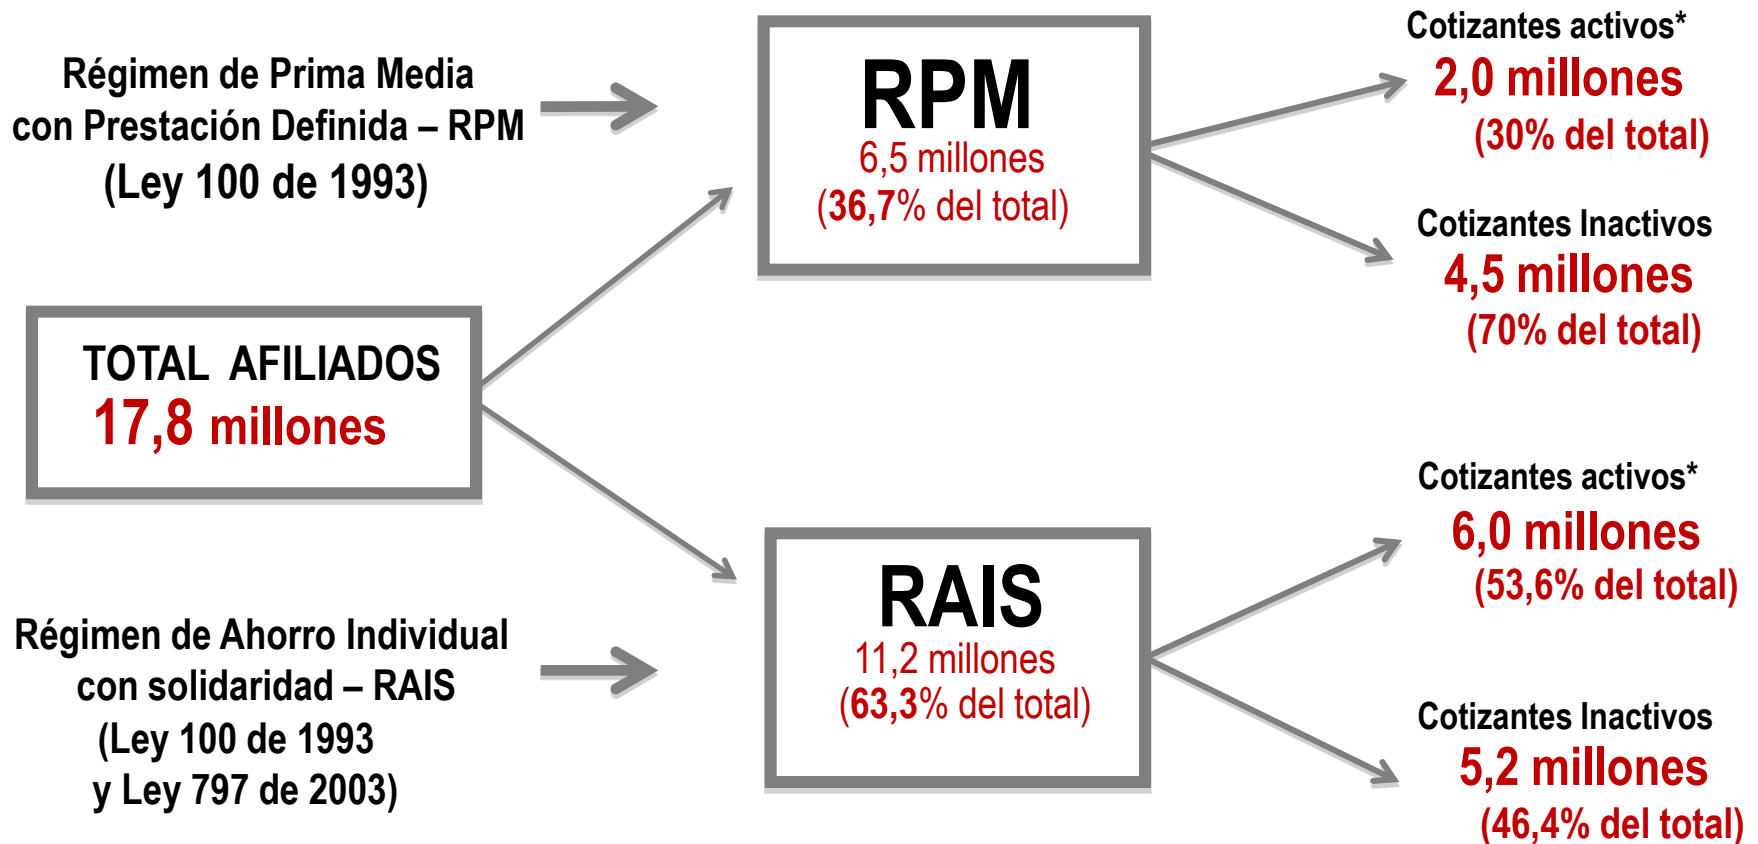 Régimen de Prima Media
con Prestación Definida – RPM
(Ley 100 de 1993)
TOTAL AFILIADOS
17,8 millones
Régimen de Ahorro Individual
con solidaridad – RAIS
(Ley 100 de 1993
y Ley 797 de 2003)
RPM
6,5 millones
(36,7% del total)
RAIS
11,2 millones
(63,3% del total)
Cotizantes activos*
2,0 millones
(30% del total)
Cotizantes Inactivos
4,5 millones
(70% del total)
Cotizantes activos*
6,0 millones
(53,6% del total)
Cotizantes Inactivos
5,2 millones
(46,4% del total)